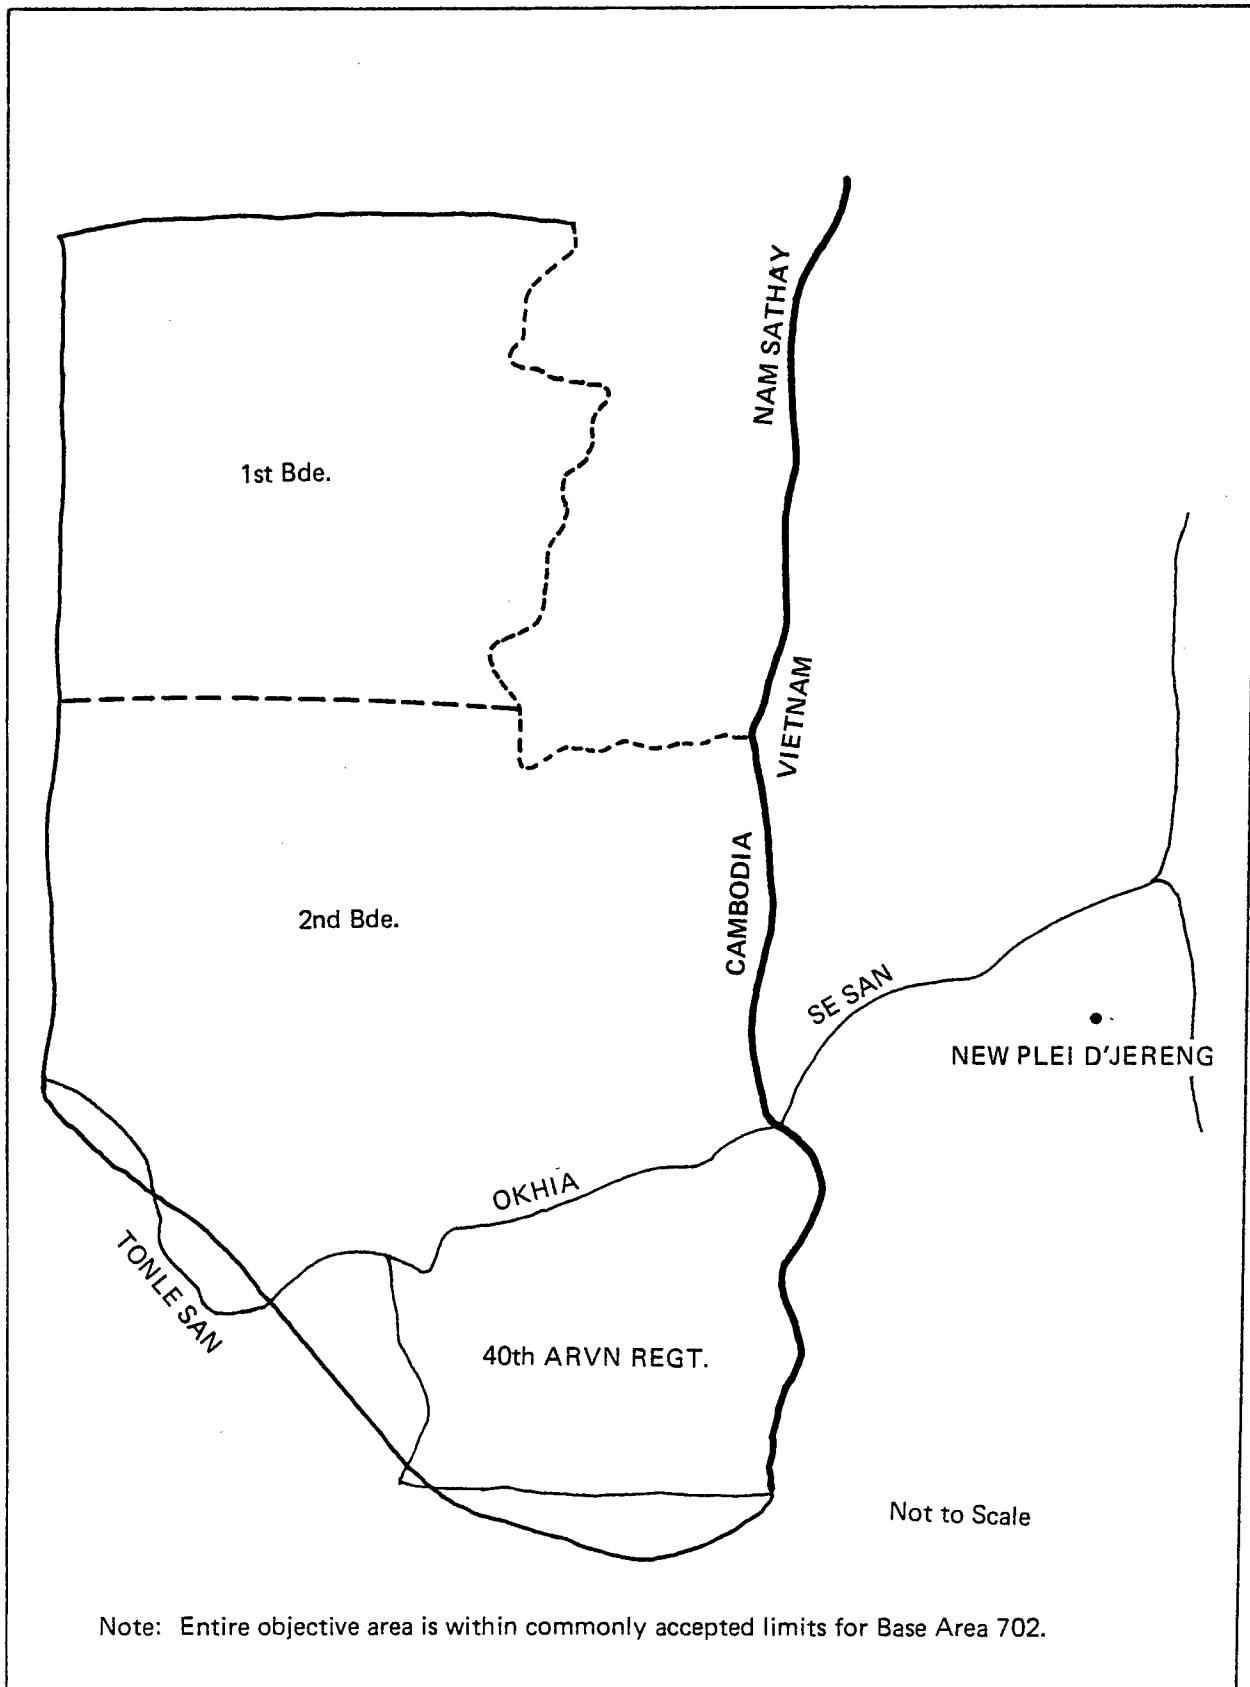 NAM SATHAY
1st Bde.
VIETNAM
CAMBODIA
2nd Bde.
SE SAN
NEW PLEI D'JERENG
OKHIA
TONLE SAN
40th ARVN REGT.
Not to Scale
Note: Entire objective area is within commonly accepted limits for Base Area 702.